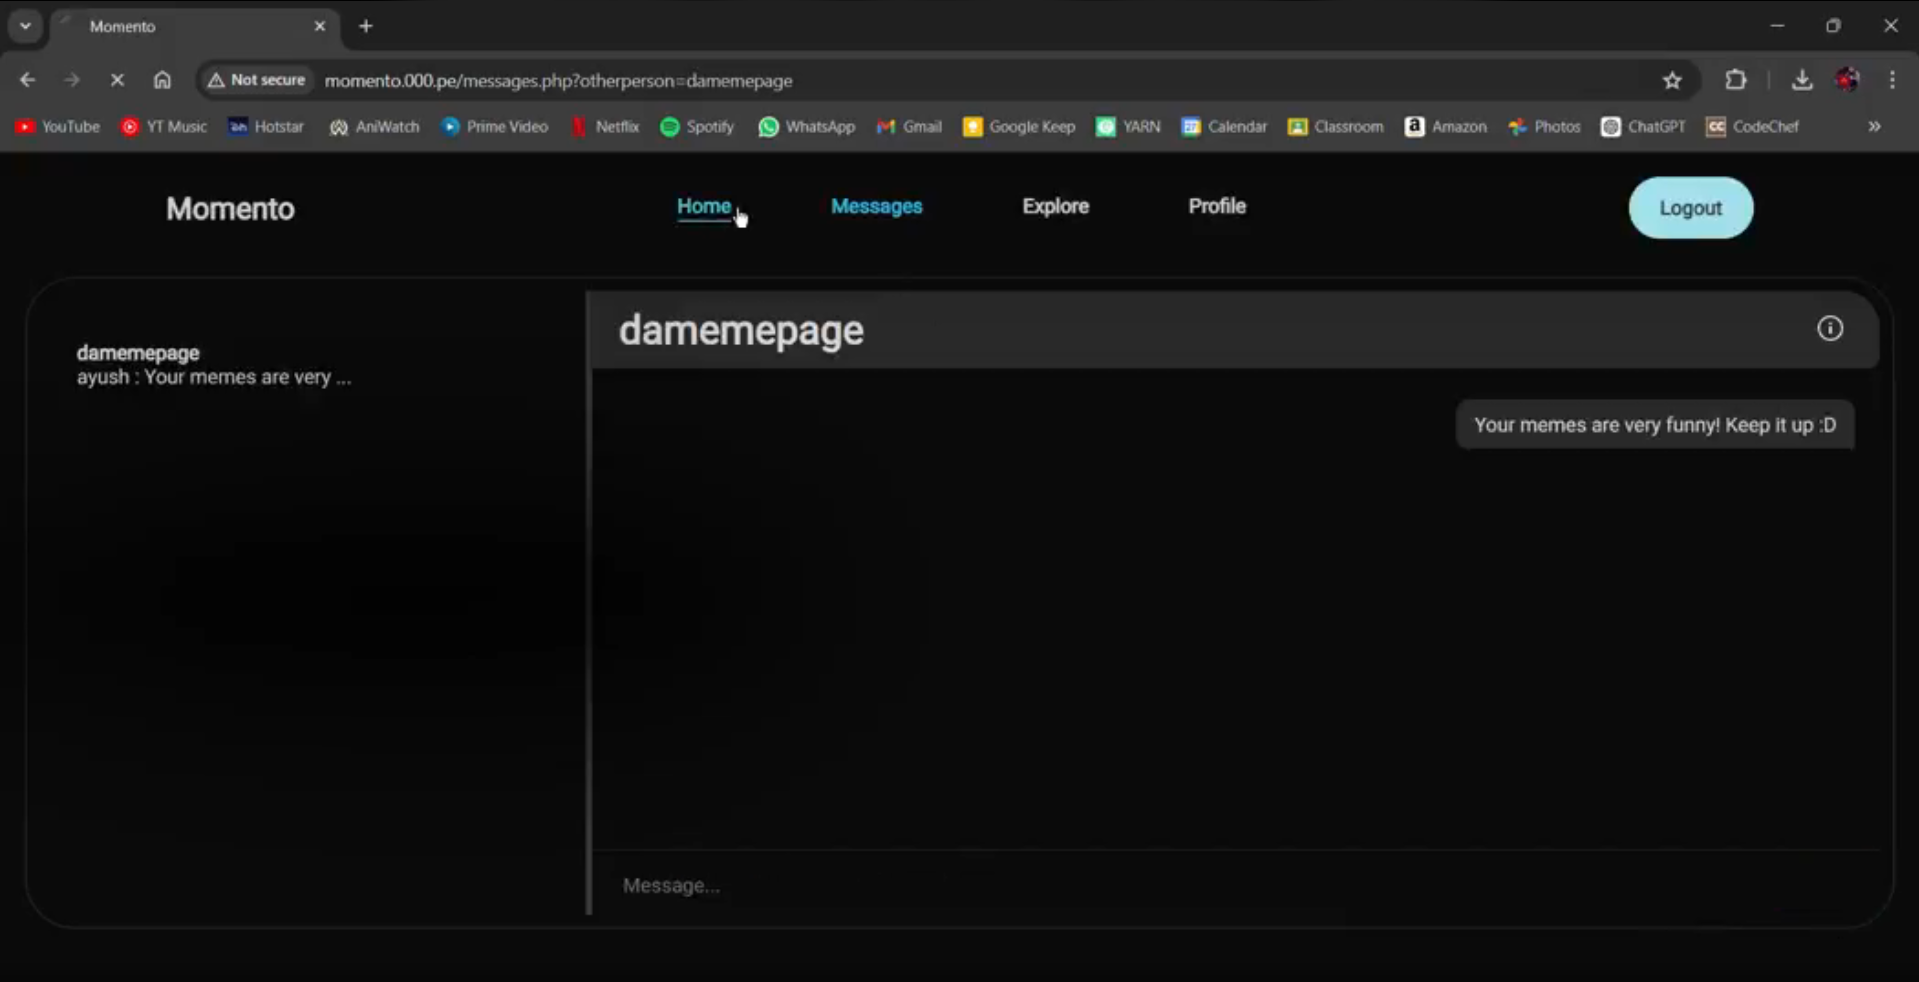 Momento
Not secure momento.000.pe/messages.php?otherperson=damemepage
YouTube YT Music Hotstar AniWatch Prime Video Netflix Spotify WhatsApp Gmail Google Keep YARN Calendar Classroom Amazon Photos ChatGPT CodeChef
Momento Home Messages Explore Profile Logout
damemepage
ayush : Your memes are very ...
damemepage
Your memes are very funny! Keep it up :D
Message...